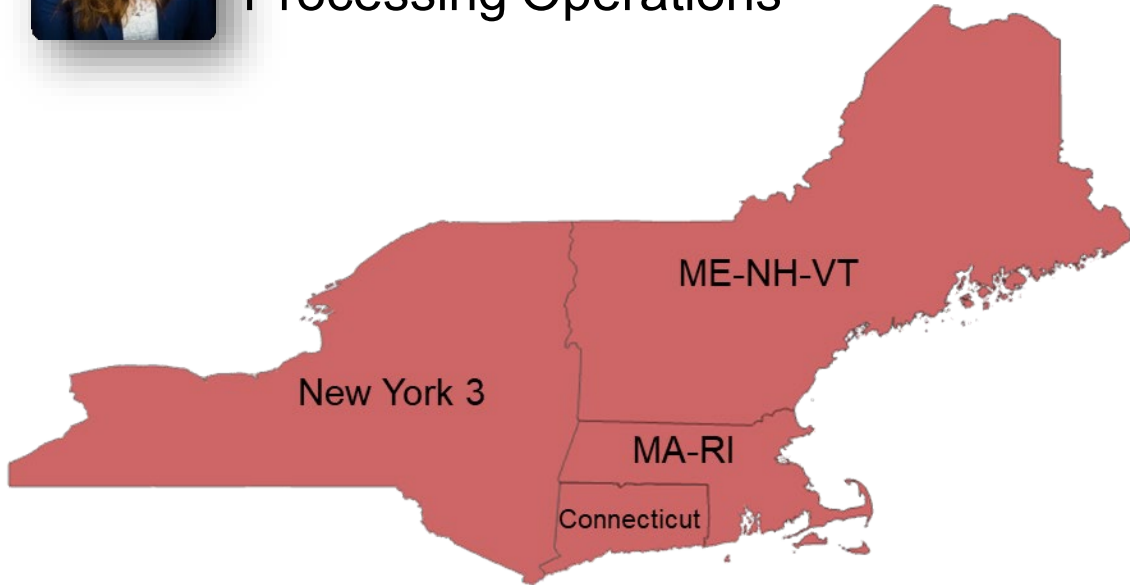 Processing Operations
ME-NH-VT
New York 3
MA-RI
Connecticut